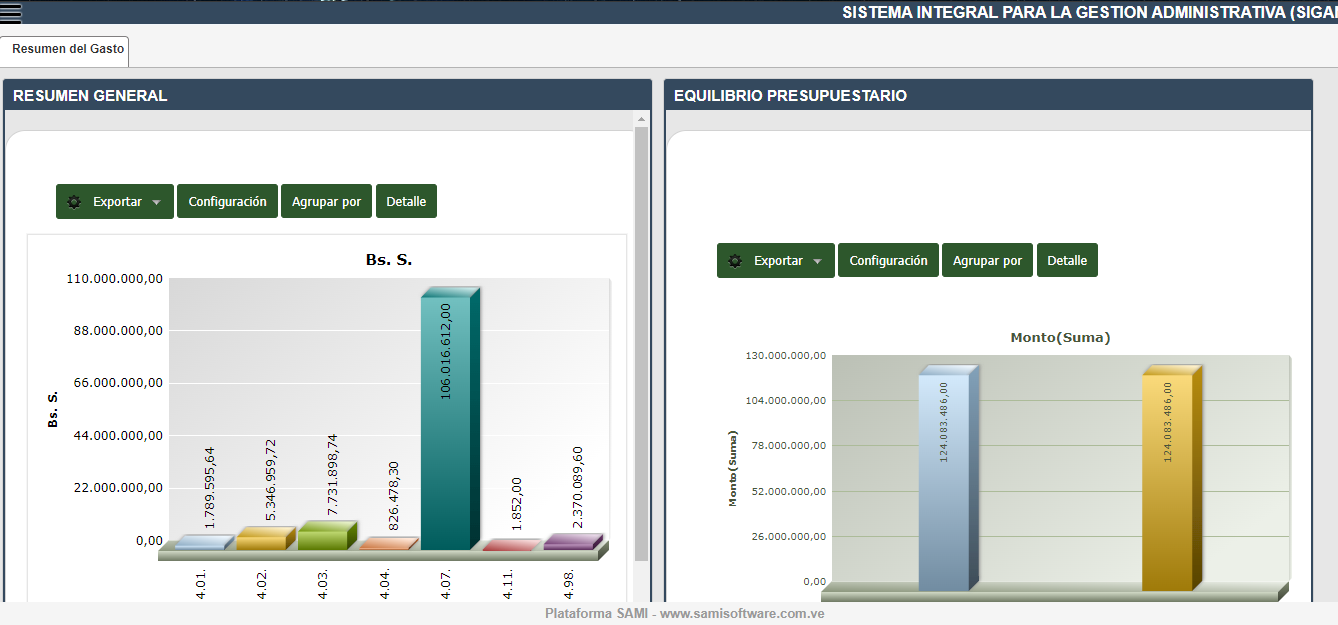 SISTEMA INTEGRAL PARA LA GESTION ADMINISTRATIVA
Resumen del Gasto
RESUMEN GENERAL
Exportar
Configuración
Agrupar por
Detalle
Bs. S.
110.000.000,00
88.000.000,00
66.000.000,00
44.000.000,00
22.000.000,00
0,00
Bs. S.
1.789.595,64
5.346.959,72
7.731.898,74
826.478,30
106.016.612,00
1.852,00
2.370.089,60
4.01.
4.02.
4.03.
4.04.
4.07.
4.11.
4.98.
EQUILIBRIO PRESUPUESTARIO
Exportar
Configuración
Agrupar por
Detalle
Monto(Suma)
130.000.000,00
104.000.000,00
78.000.000,00
52.000.000,00
26.000.000,00
0,00
Monto(Suma)
124.083.486,00
124.083.486,00
Plataforma SAMI - www.samisoftware.com.ve